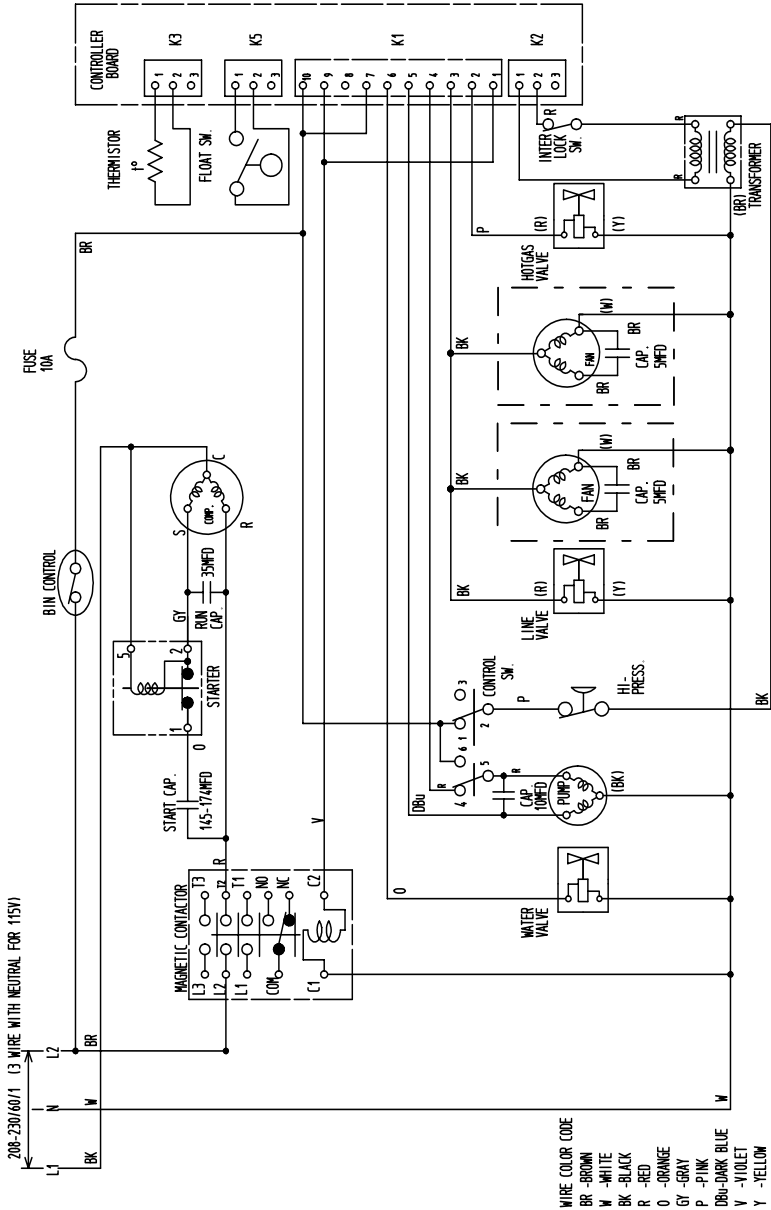 208-230/60/1 (3 WIRE WITH NEUTRAL FOR 115V)
L1
N
L2
BK
W
BR
BIN CONTROL
FUSE
10A
BR
START CAP.
145-174MFD
O
1
STARTER
5
2
GY
RUN
CAP.
35MFD
S
COMP.
C
R
MAGNETIC CONTACTOR
L3
L2
L1
COM
C1
T3
T2
T1
NO
NC
C2
R
V
THERMISTOR
t°
FLOAT SW.
CONTROLLER
BOARD
K3
1
2
3
K5
1
2
3
K1
10
9
8
7
6
5
4
3
2
1
K2
1
2
3
O
WATER
VALVE
DBu
R
4
5
6
1
2
3
CONTROL
SW.
R
CAP.
10MFD
PUMP
(BK)
P
HI-
PRESS.
BK
BK
LINE
VALVE
(R)
(Y)
BK
FAN
(W)
BR
BR
CAP.
5MFD
BK
FAN
(W)
BR
BR
CAP.
5MFD
P
HOTGAS
VALVE
(R)
(Y)
INTER
LOCK
SW.
R
R
R
(BR)
TRANSFORMER
W
WIRE COLOR CODE
BR -BROWN
W -WHITE
BK -BLACK
R -RED
O -ORANGE
GY -GRAY
P -PINK
DBu-DARK BLUE
V -VIOLET
Y -YELLOW